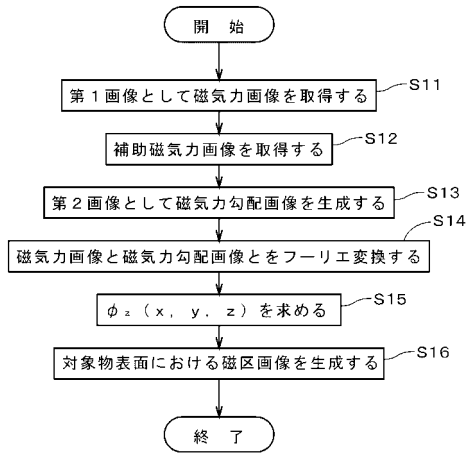 開 始
第1画像として磁気力画像を取得する
S11
補助磁気力画像を取得する
S12
第2画像として磁気力勾配画像を生成する
S13
磁気力画像と磁気力勾配画像とをフーリエ変換する
S14
φz(x,y,z)を求める
S15
対象物表面における磁区画像を生成する
S16
終 了